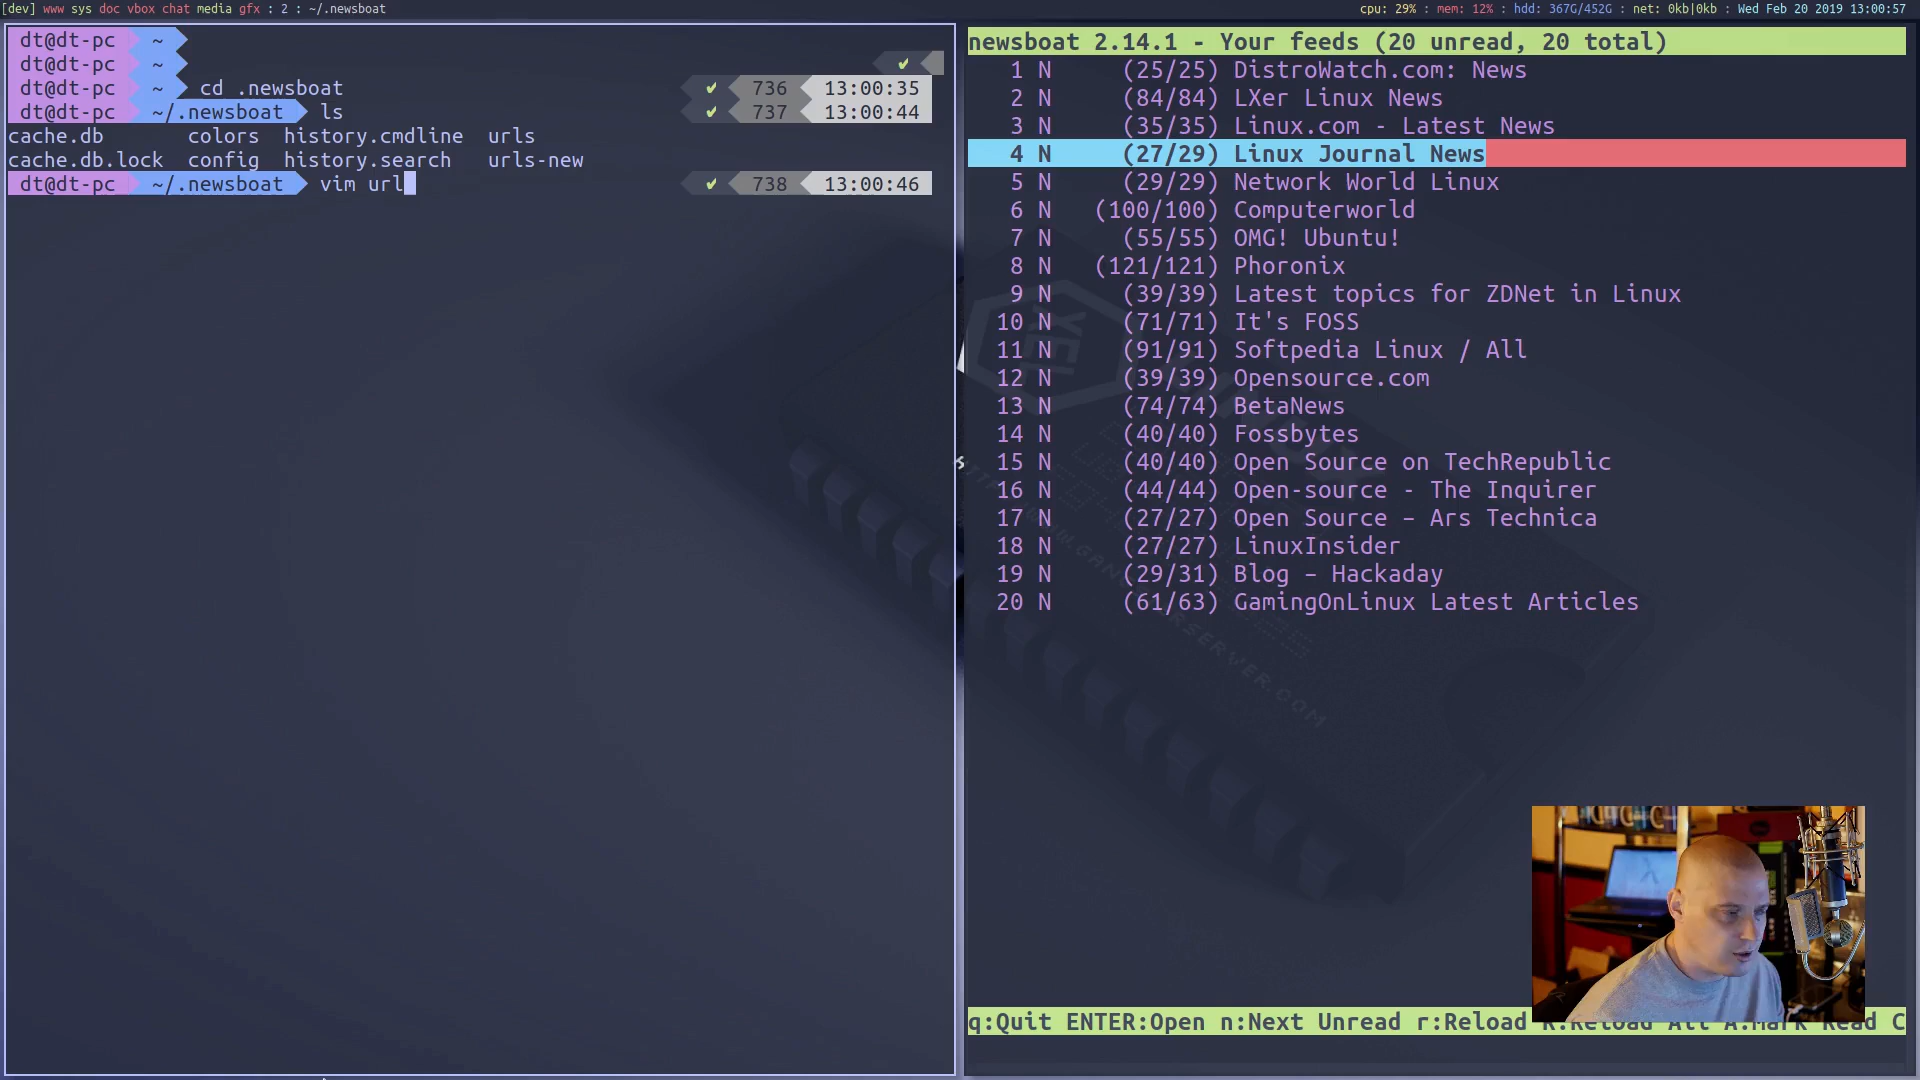 [dev] www sys doc vbox chat media gfx : 2 : ~/.newsboat
cpu: 29% : mem: 12% : hdd: 367G/452G : net: 0kb|0kb : Wed Feb 20 2019 13:00:57
dt@dt-pc ~
dt@dt-pc ~ ✔
dt@dt-pc ~ cd .newsboat ✔ 736 13:00:35
dt@dt-pc ~/.newsboat ls ✔ 737 13:00:44
cache.db colors history.cmdline urls
cache.db.lock config history.search urls-new
dt@dt-pc ~/.newsboat vim url ✔ 738 13:00:46
newsboat 2.14.1 - Your feeds (20 unread, 20 total)
1 N (25/25) DistroWatch.com: News
2 N (84/84) LXer Linux News
3 N (35/35) Linux.com - Latest News
4 N (27/29) Linux Journal News
5 N (29/29) Network World Linux
6 N (100/100) Computerworld
7 N (55/55) OMG! Ubuntu!
8 N (121/121) Phoronix
9 N (39/39) Latest topics for ZDNet in Linux
10 N (71/71) It's FOSS
11 N (91/91) Softpedia Linux / All
12 N (39/39) Opensource.com
13 N (74/74) BetaNews
14 N (40/40) Fossbytes
15 N (40/40) Open Source on TechRepublic
16 N (44/44) Open-source - The Inquirer
17 N (27/27) Open Source – Ars Technica
18 N (27/27) LinuxInsider
19 N (29/31) Blog – Hackaday
20 N (61/63) GamingOnLinux Latest Articles
q:Quit ENTER:Open n:Next Unread r:Reload R:Reload All A:Mark Read C